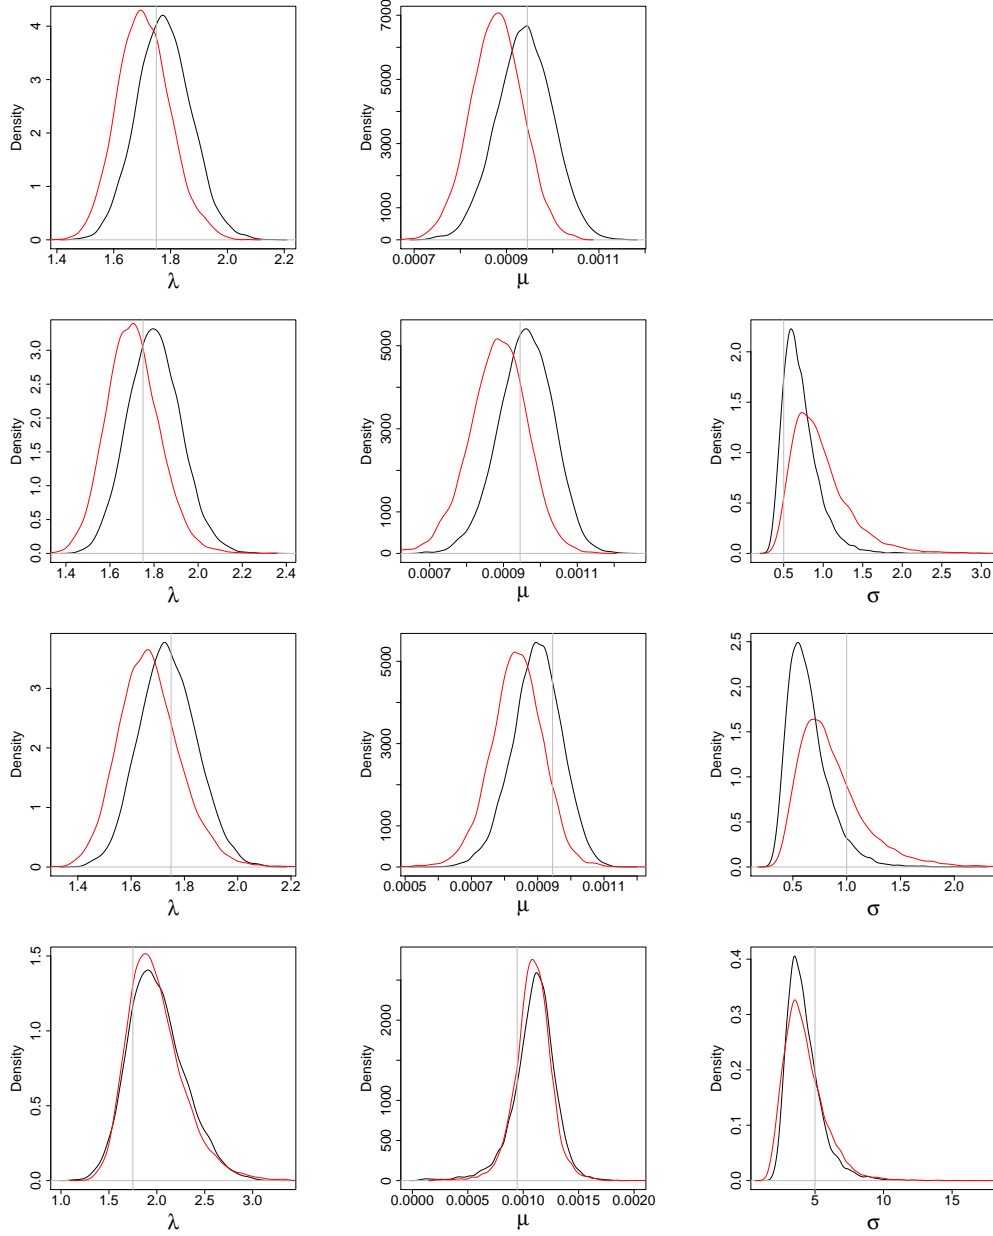 Density
0 1 2 3 4
1.4 1.6 1.8 2.0 2.2
λ
Density
0 1000 3000 5000 7000
0.0007 0.0009 0.0011
μ
Density
0.0 0.5 1.0 1.5 2.0 2.5 3.0
1.4 1.6 1.8 2.0 2.2 2.4
λ
Density
0 1000 3000 5000
0.0007 0.0009 0.0011
μ
Density
0.0 0.5 1.0 1.5 2.0
0.5 1.0 1.5 2.0 2.5 3.0
σ
Density
0 1 2 3
1.4 1.6 1.8 2.0 2.2
λ
Density
0 1000 3000 5000
0.0005 0.0007 0.0009 0.0011
μ
Density
0.0 0.5 1.0 1.5 2.0 2.5
0.5 1.0 1.5 2.0
σ
Density
0.0 0.5 1.0 1.5
1.0 1.5 2.0 2.5 3.0
λ
Density
0 500 1000 2000
0.0000 0.0005 0.0010 0.0015 0.0020
μ
Density
0.0 0.1 0.2 0.3 0.4
5 10 15
σ